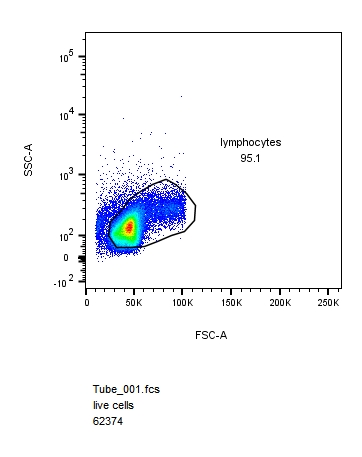 10^5
10^4
10^3
10^2
0
-10^2
SSC-A
lymphocytes
95.1
0 50K 100K 150K 200K 250K
FSC-A
Tube_001.fcs
live cells
62374